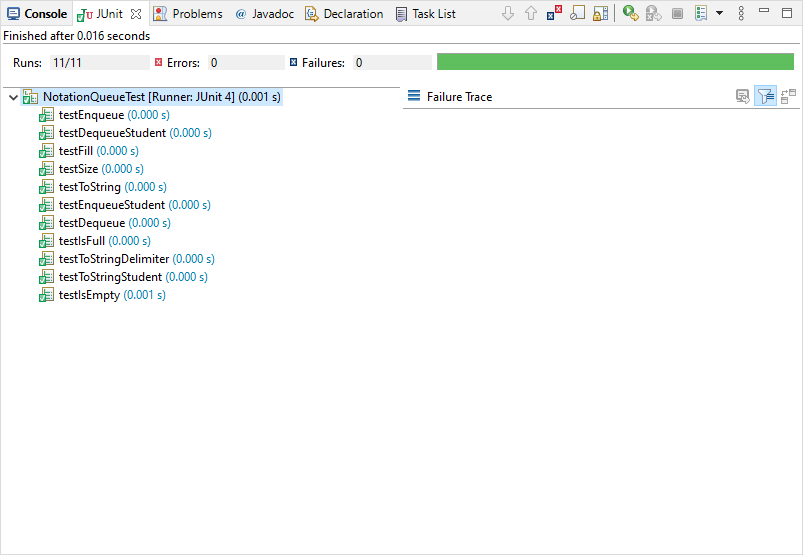 Console JUnit Problems @ Javadoc Declaration Task List
Finished after 0.016 seconds
Runs: 11/11 Errors: 0 Failures: 0
NotationQueueTest [Runner: JUnit 4] (0.001 s)
Failure Trace
testEnqueue (0.000 s)
testDequeueStudent (0.000 s)
testFill (0.000 s)
testSize (0.000 s)
testToString (0.000 s)
testEnqueueStudent (0.000 s)
testDequeue (0.000 s)
testIsFull (0.000 s)
testToStringDelimiter (0.000 s)
testToStringStudent (0.000 s)
testIsEmpty (0.001 s)